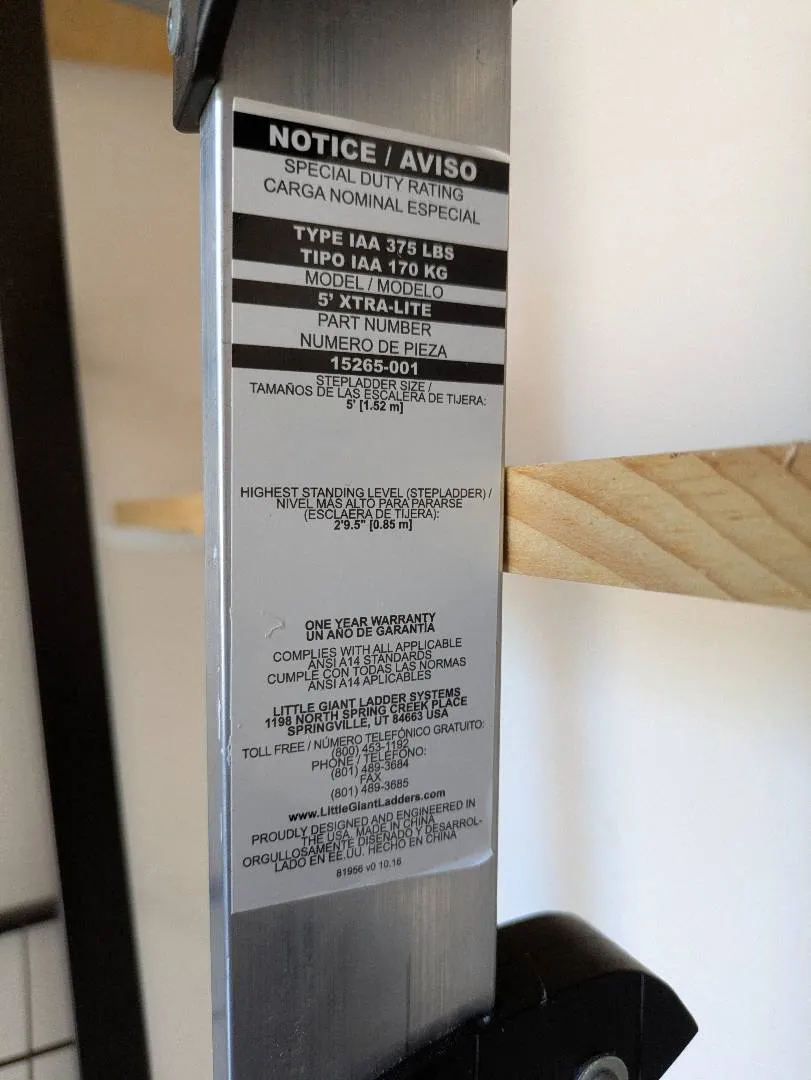 NOTICE / AVISO
SPECIAL DUTY RATING
CARGA NOMINAL ESPECIAL
TYPE IAA 375 LBS
TIPO IAA 170 KG
MODEL / MODELO
5' XTRA-LITE
PART NUMBER
NUMERO DE PIEZA
15265-001
STEPLADDER SIZE /
TAMAÑOS DE LAS ESCALERA DE TIJERA:
5' [1.52 m]
HIGHEST STANDING LEVEL (STEPLADDER) /
NIVEL MÁS ALTO PARA PARARSE
(ESCLAERA DE TIJERA):
2'9.5" [0.85 m]
ONE YEAR WARRANTY
UN AÑO DE GARANTÍA
COMPLIES WITH ALL APPLICABLE
ANSI A14 STANDARDS
CUMPLE CON TODAS LAS NORMAS
ANSI A14 APLICABLES
LITTLE GIANT LADDER SYSTEMS
1198 NORTH SPRING CREEK PLACE
SPRINGVILLE, UT 84663 USA
TOLL FREE / NÚMERO TELEFÓNICO GRATUITO:
(800) 453-1192
PHONE / TELÉFONO:
(801) 489-3684
FAX
(801) 489-3685
www.LittleGiantLadders.com
PROUDLY DESIGNED AND ENGINEERED IN
THE USA. MADE IN CHINA
ORGULLOSAMENTE DISEÑADO Y DESARROL-
LADO EN EE.UU. HECHO EN CHINA
81956 v0 10.16